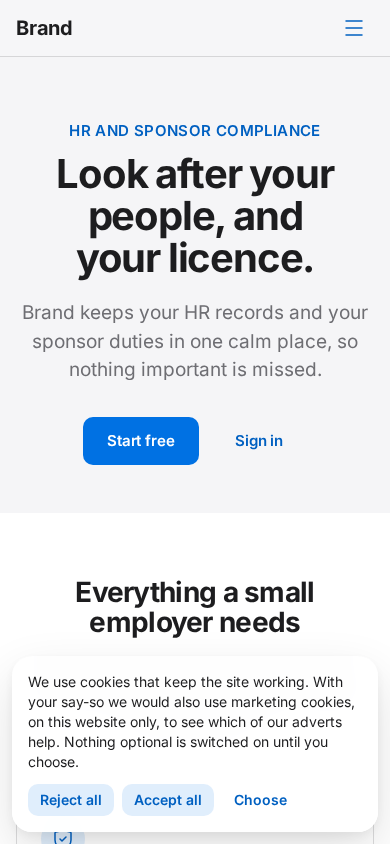 Brand
HR AND SPONSOR COMPLIANCE
Look after your
people, and
your licence.
Brand keeps your HR records and your
sponsor duties in one calm place, so
nothing important is missed.
Start free
Sign in
Everything a small
employer needs
We use cookies that keep the site working. With
your say-so we would also use marketing cookies,
on this website only, to see which of our adverts
help. Nothing optional is switched on until you
choose.
Reject all
Accept all
Choose